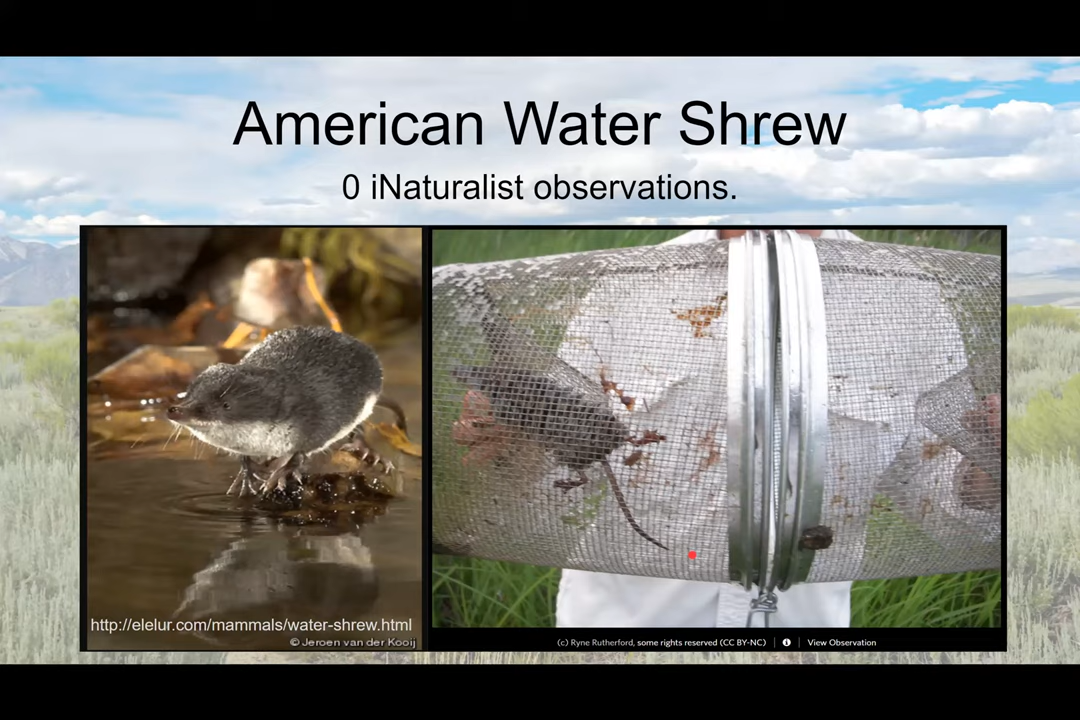 American Water Shrew
0 iNaturalist observations.
http://elelur.com/mammals/water-shrew.html
© Jeroen van der Kooij
(c) Ryne Rutherford, some rights reserved (CC BY-NC) | View Observation